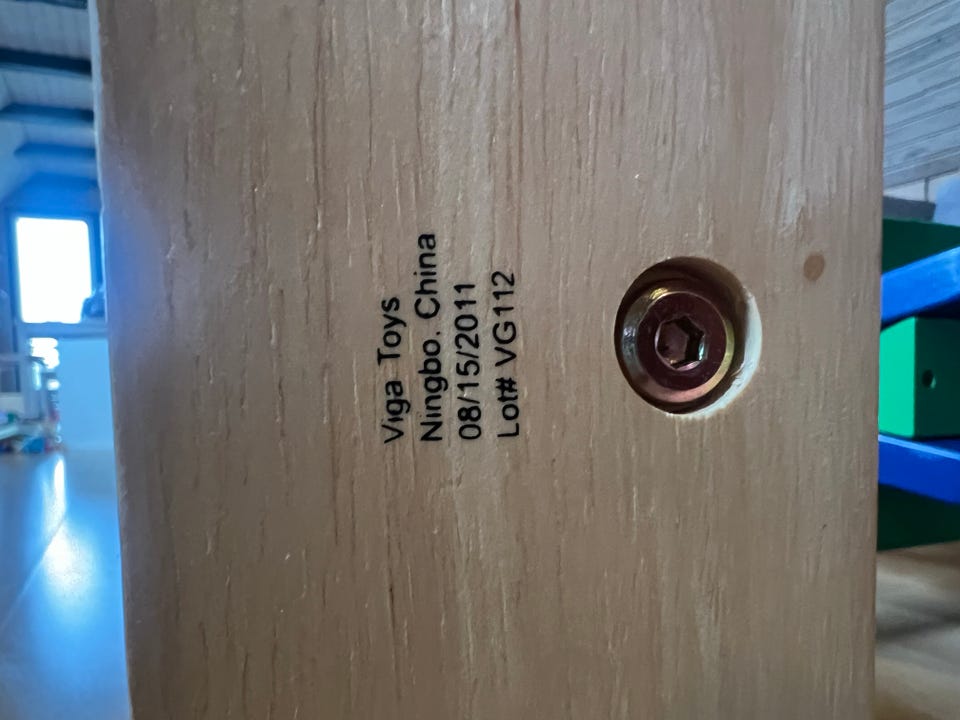 Viga Toys
Ningbo. China
08/15/2011
Lot# VG112